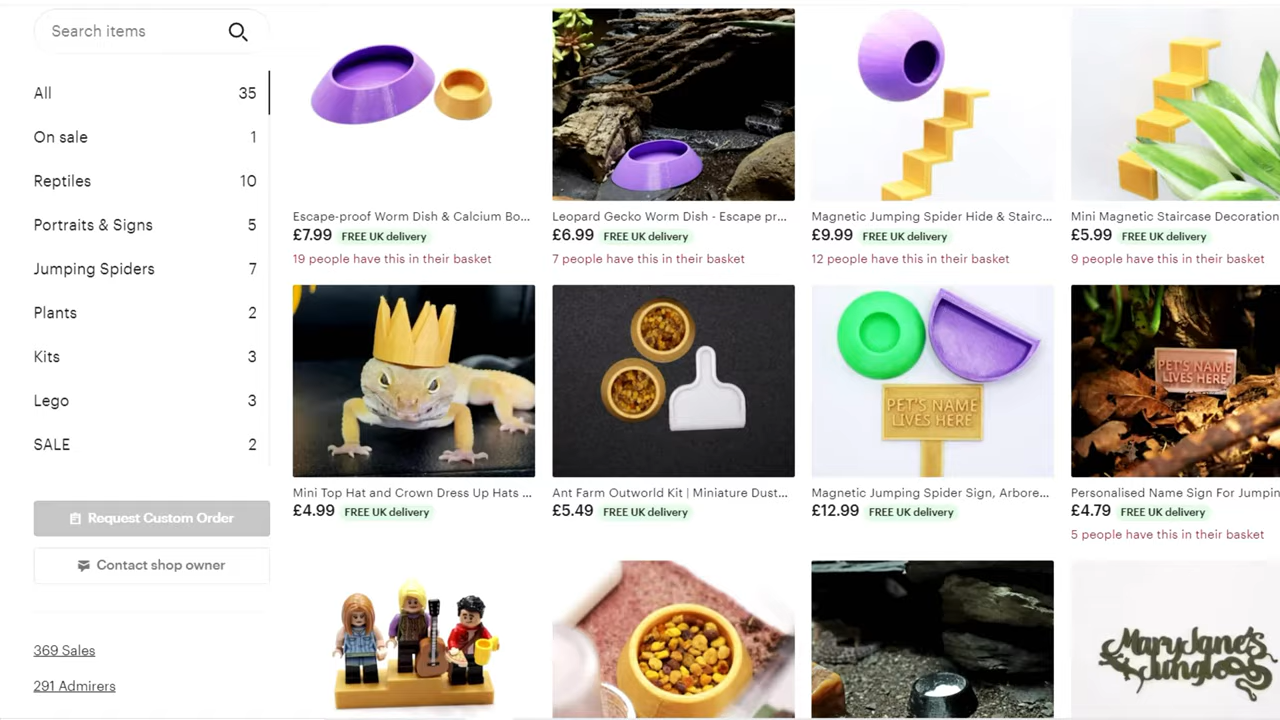 Search items
All 35
On sale 1
Reptiles 10
Portraits & Signs 5
Jumping Spiders 7
Plants 2
Kits 3
Lego 3
SALE 2
Request Custom Order
Contact shop owner
369 Sales
291 Admirers
Escape-proof Worm Dish & Calcium Bo...
£7.99 FREE UK delivery
19 people have this in their basket
Leopard Gecko Worm Dish - Escape pr...
£6.99 FREE UK delivery
7 people have this in their basket
Magnetic Jumping Spider Hide & Stairc...
£9.99 FREE UK delivery
12 people have this in their basket
Mini Magnetic Staircase Decoration
£5.99 FREE UK delivery
9 people have this in their basket
Mini Top Hat and Crown Dress Up Hats ...
£4.99 FREE UK delivery
Ant Farm Outworld Kit | Miniature Dust...
£5.49 FREE UK delivery
PET'S NAME
LIVES HERE
Magnetic Jumping Spider Sign, Arbore...
£12.99 FREE UK delivery
PET'S NAME
LIVES HERE
Personalised Name Sign For Jumpin
£4.79 FREE UK delivery
5 people have this in their basket
MaryJane's
Jungle